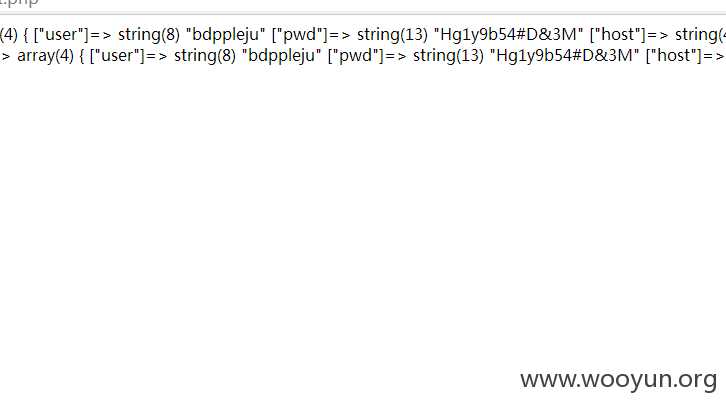 t.php
(4) { ["user"]=> string(8) "bdppleju" ["pwd"]=> string(13) "Hg1y9b54#D&3M" ["host"]=> string(4
> array(4) { ["user"]=> string(8) "bdppleju" ["pwd"]=> string(13) "Hg1y9b54#D&3M" ["host"]=>
www.wooyun.org